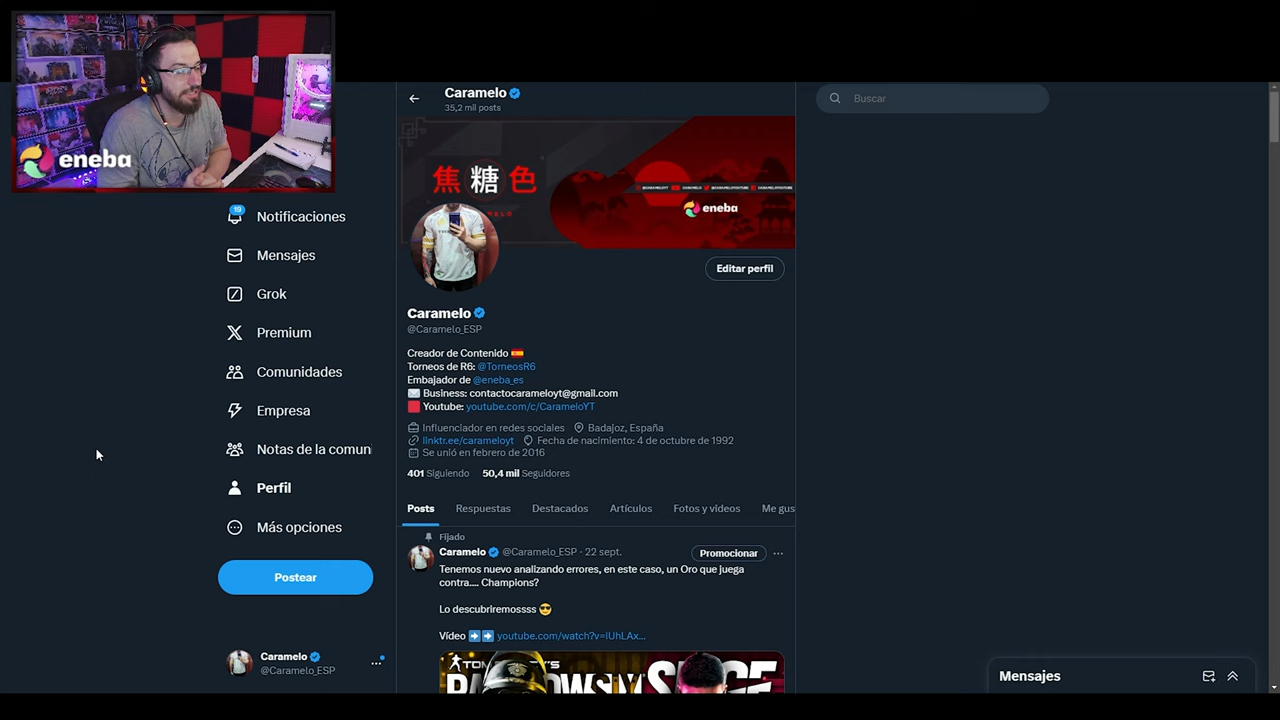 eneba
Notificaciones
19
Mensajes
Grok
Premium
Comunidades
Empresa
Notas de la comun
Perfil
Más opciones
Postear
Caramelo
@Caramelo_ESP
Caramelo
35,2 mil posts
焦糖色
eneba
Editar perfil
Caramelo
@Caramelo_ESP
Creador de Contenido
Torneos de R6: @TorneosR6
Embajador de @eneba_es
Business: contactocarameloyt@gmail.com
Youtube: youtube.com/c/CarameloYT
Influenciador en redes sociales Badajoz, España
linktr.ee/carameloyt Fecha de nacimiento: 4 de octubre de 1992
Se unió en febrero de 2016
401 Siguiendo 50,4 mil Seguidores
Posts Respuestas Destacados Artículos Fotos y videos Me gus
Fijado
Caramelo @Caramelo_ESP · 22 sept. Promocionar
Tenemos nuevo analizando errores, en este caso, un Oro que juega
contra.... Champions?
Lo descubriremossss
Vídeo youtube.com/watch?v=IUhLAx...
Buscar
Mensajes